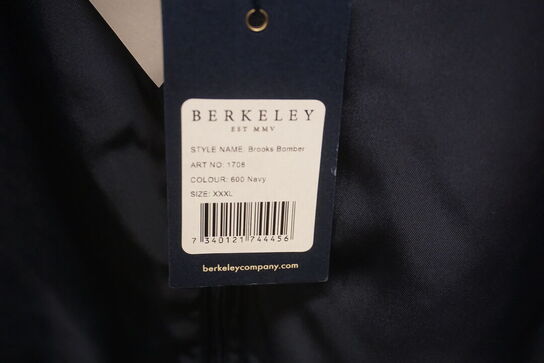 BERKELEY
EST MMV
STYLE NAME: Brooks Bomber
ART NO: 1708
COLOUR: 600 Navy
SIZE: XXXL
7 340121 744456
berkeleycompany.com